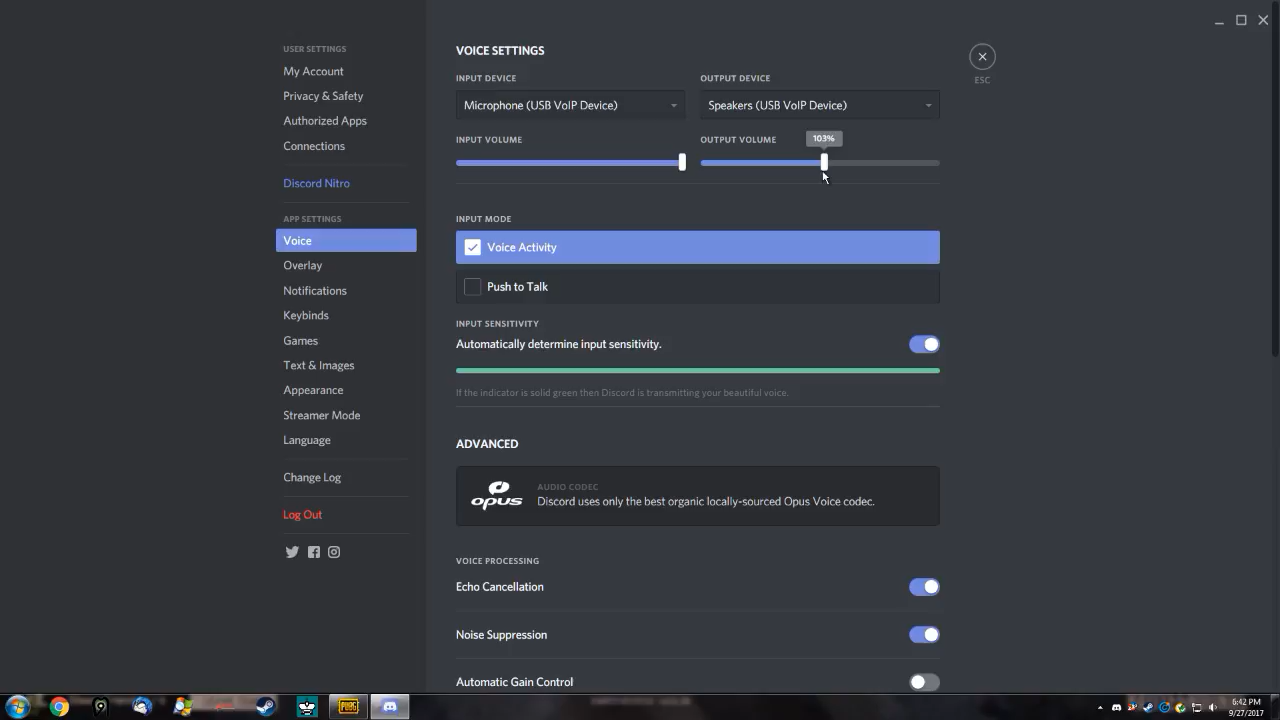 USER SETTINGS
My Account
Privacy & Safety
Authorized Apps
Connections
Discord Nitro
APP SETTINGS
Voice
Overlay
Notifications
Keybinds
Games
Text & Images
Appearance
Streamer Mode
Language
Change Log
Log Out
VOICE SETTINGS
ESC
INPUT DEVICE
OUTPUT DEVICE
Microphone (USB VoIP Device)
Speakers (USB VoIP Device)
INPUT VOLUME
OUTPUT VOLUME
103%
INPUT MODE
Voice Activity
Push to Talk
INPUT SENSITIVITY
Automatically determine input sensitivity.
If the indicator is solid green then Discord is transmitting your beautiful voice.
ADVANCED
opus
AUDIO CODEC
Discord uses only the best organic locally-sourced Opus Voice codec.
VOICE PROCESSING
Echo Cancellation
Noise Suppression
Automatic Gain Control
PUBG
6:42 PM
9/27/2017